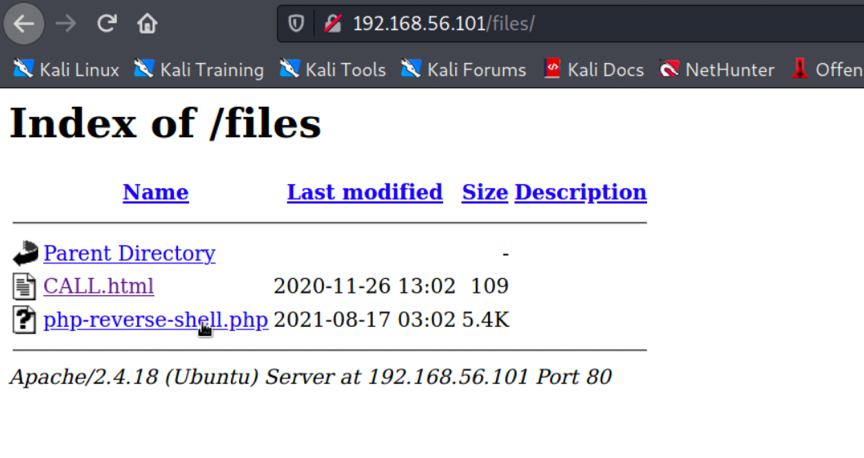 192.168.56.101/files/
Kali Linux Kali Training Kali Tools Kali Forums Kali Docs NetHunter Offen
Index of /files
Name Last modified Size Description
Parent Directory -
CALL.html 2020-11-26 13:02 109
php-reverse-shell.php 2021-08-17 03:02 5.4K
Apache/2.4.18 (Ubuntu) Server at 192.168.56.101 Port 80